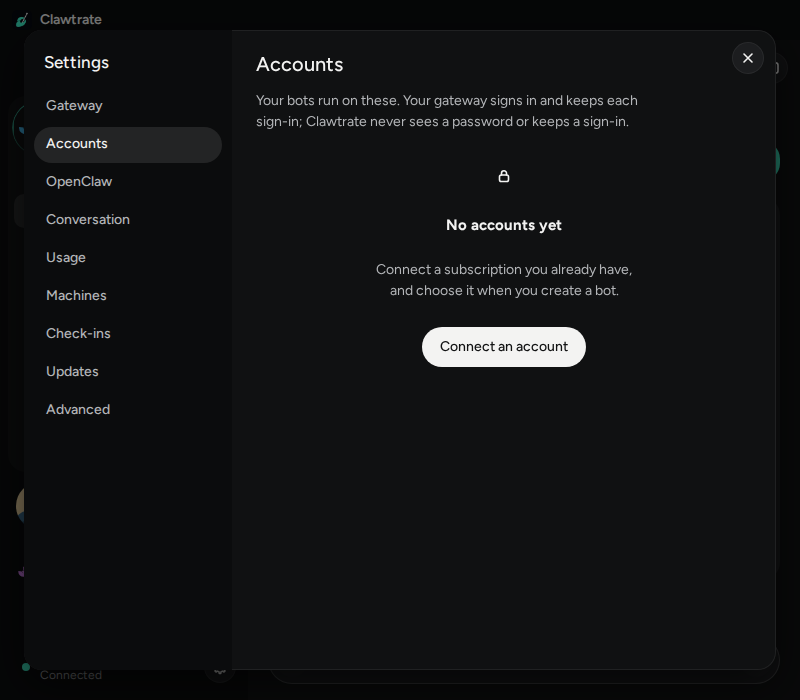 Clawtrate
Settings
Gateway
Accounts
OpenClaw
Conversation
Usage
Machines
Check-ins
Updates
Advanced
Accounts
Your bots run on these. Your gateway signs in and keeps each
sign-in; Clawtrate never sees a password or keeps a sign-in.
No accounts yet
Connect a subscription you already have,
and choose it when you create a bot.
Connect an account
Connected